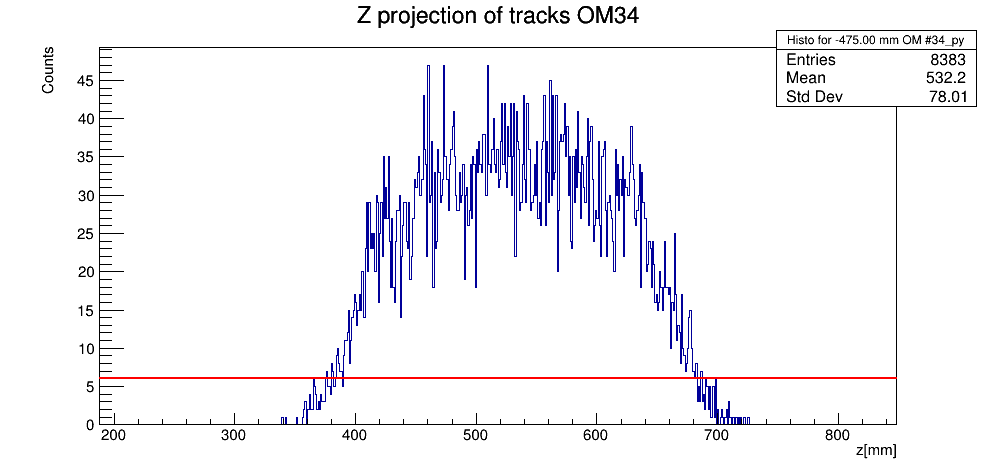 Z projection of tracks OM34
Histo for -475.00 mm OM #34_py
Entries 8383
Mean 532.2
Std Dev 78.01
Counts
45
40
35
30
25
20
15
10
5
0
200 300 400 500 600 700 800
z[mm]